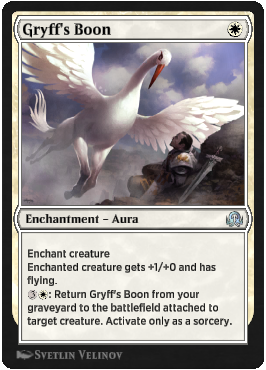 Gryff's Boon
Enchantment – Aura
Enchant creature
Enchanted creature gets +1/+0 and has
flying.
③: Return Gryff's Boon from your
graveyard to the battlefield attached to
target creature. Activate only as a sorcery.
Svetlin Velinov